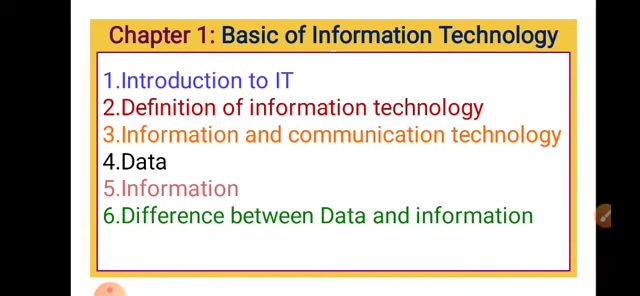 Chapter 1: Basic of Information Technology
1.Introduction to IT
2.Definition of information technology
3.Information and communication technology
4.Data
5.Information
6.Difference between Data and information